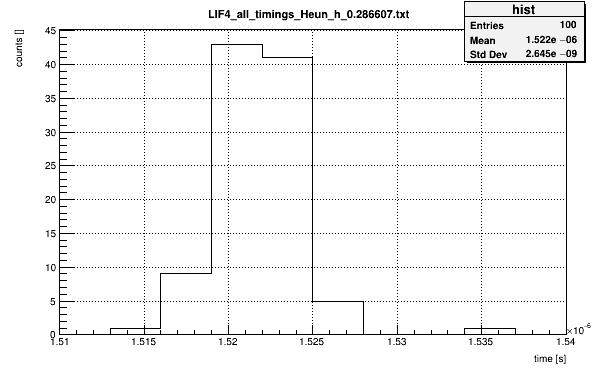 LIF4_all_timings_Heun_h_0.286607.txt
hist
Entries 100
Mean 1.522e −06
Std Dev 2.645e −09
counts []
45
40
35
30
25
20
15
10
5
0
1.51 1.515 1.52 1.525 1.53 1.535 1.54
×10⁻⁶
time [s]